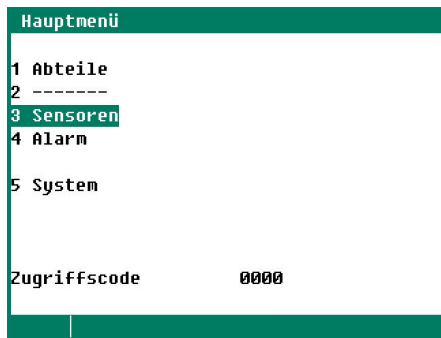 Hauptmenü
1 Abteile
2 -------
3 Sensoren
4 Alarm
5 System
Zugriffscode 0000